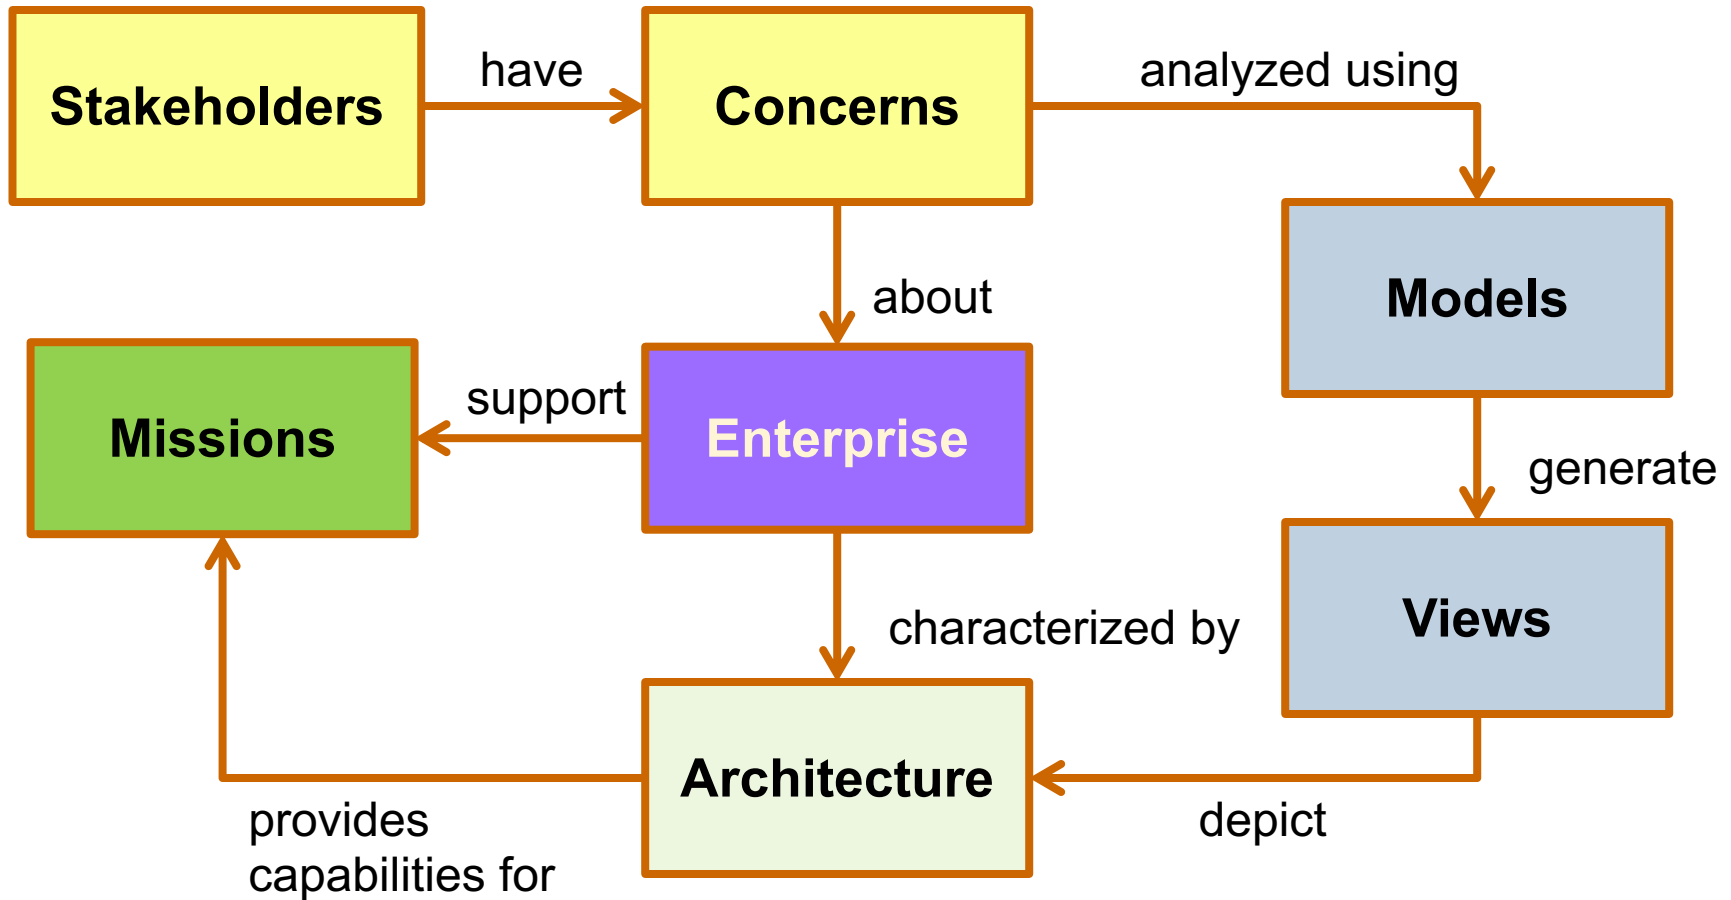 Stakeholders
have
Concerns
analyzed using
Models
about
Missions
support
Enterprise
generate
Views
characterized by
Architecture
depict
provides
capabilities for